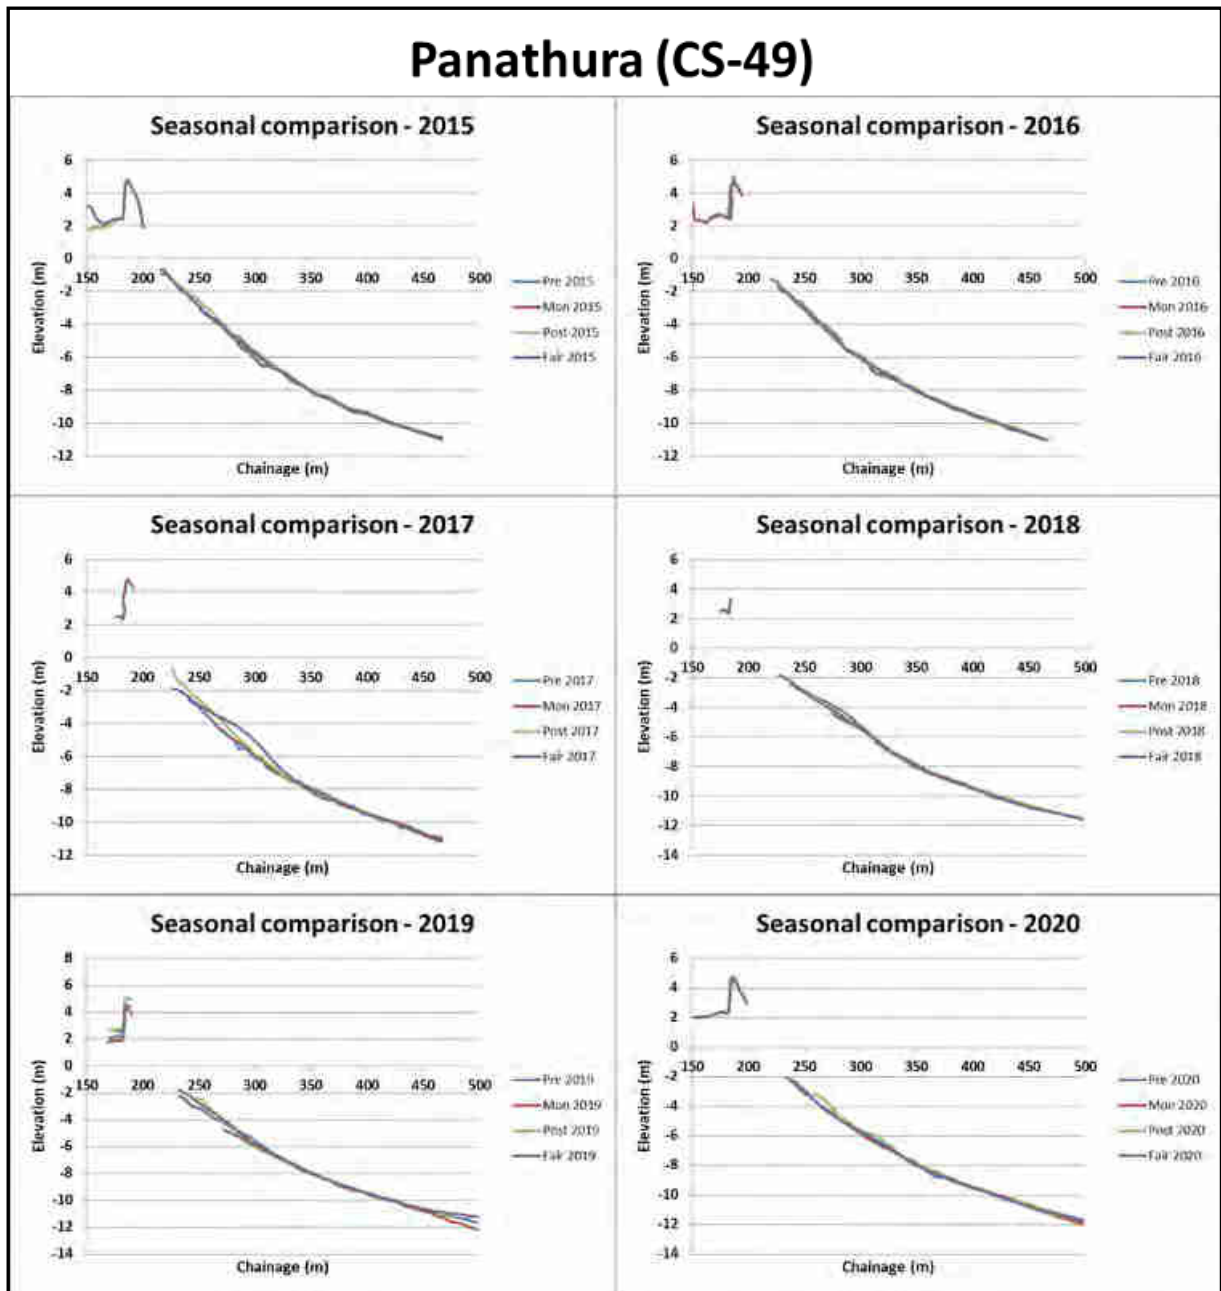 Panathura (CS-49)
Seasonal comparison - 2015
6
4
2
0
-2
-4
-6
-8
-10
-12
150 200 250 300 350 400 450 500
Elevation (m)
Chainage (m)
Pre 2015
Mon 2015
Post 2015
Fair 2015
Seasonal comparison - 2016
6
4
2
0
-2
-4
-6
-8
-10
-12
150 200 250 300 350 400 450 500
Elevation (m)
Chainage (m)
Pre 2016
Mon 2016
Post 2016
Fair 2016
Seasonal comparison - 2017
6
4
2
0
-2
-4
-6
-8
-10
-12
150 200 250 300 350 400 450 500
Elevation (m)
Chainage (m)
Pre 2017
Mon 2017
Post 2017
Fair 2017
Seasonal comparison - 2018
6
4
2
0
-2
-4
-6
-8
-10
-12
-14
150 200 250 300 350 400 450 500
Elevation (m)
Chainage (m)
Pre 2018
Mon 2018
Post 2018
Fair 2018
Seasonal comparison - 2019
8
6
4
2
0
-2
-4
-6
-8
-10
-12
-14
150 200 250 300 350 400 450 500
Elevation (m)
Chainage (m)
Pre 2019
Mon 2019
Post 2019
Fair 2019
Seasonal comparison - 2020
6
4
2
0
-2
-4
-6
-8
-10
-12
-14
150 200 250 300 350 400 450 500
Elevation (m)
Chainage (m)
Pre 2020
Mon 2020
Post 2020
Fair 2020